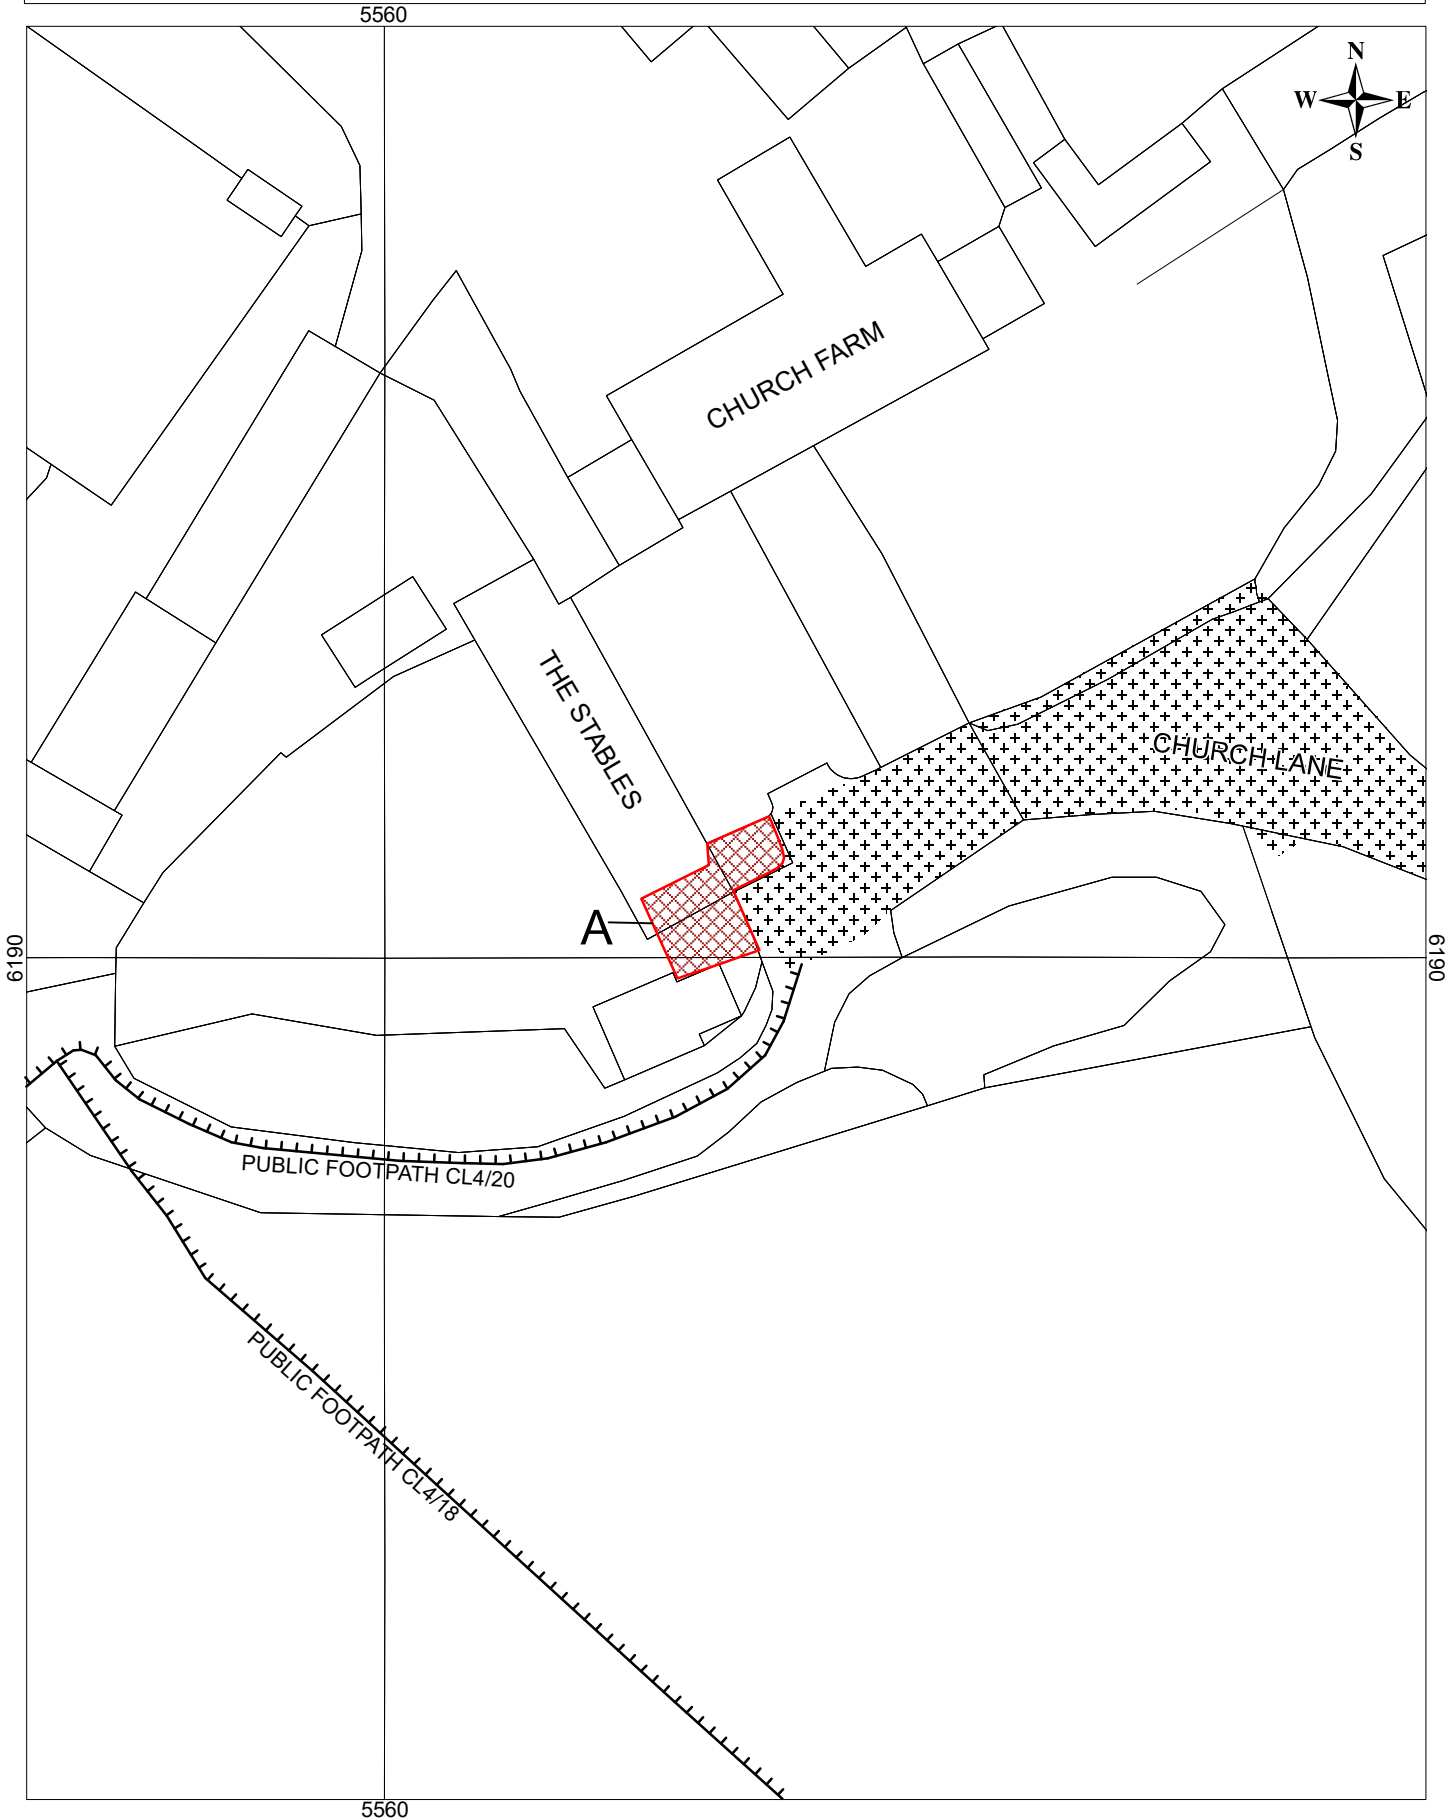 5560
N
W E
S
CHURCH FARM
THE STABLES
CHURCH LANE
A
6190
6190
PUBLIC FOOTPATH CL4/20
PUBLIC FOOTPATH CL4/18
5560